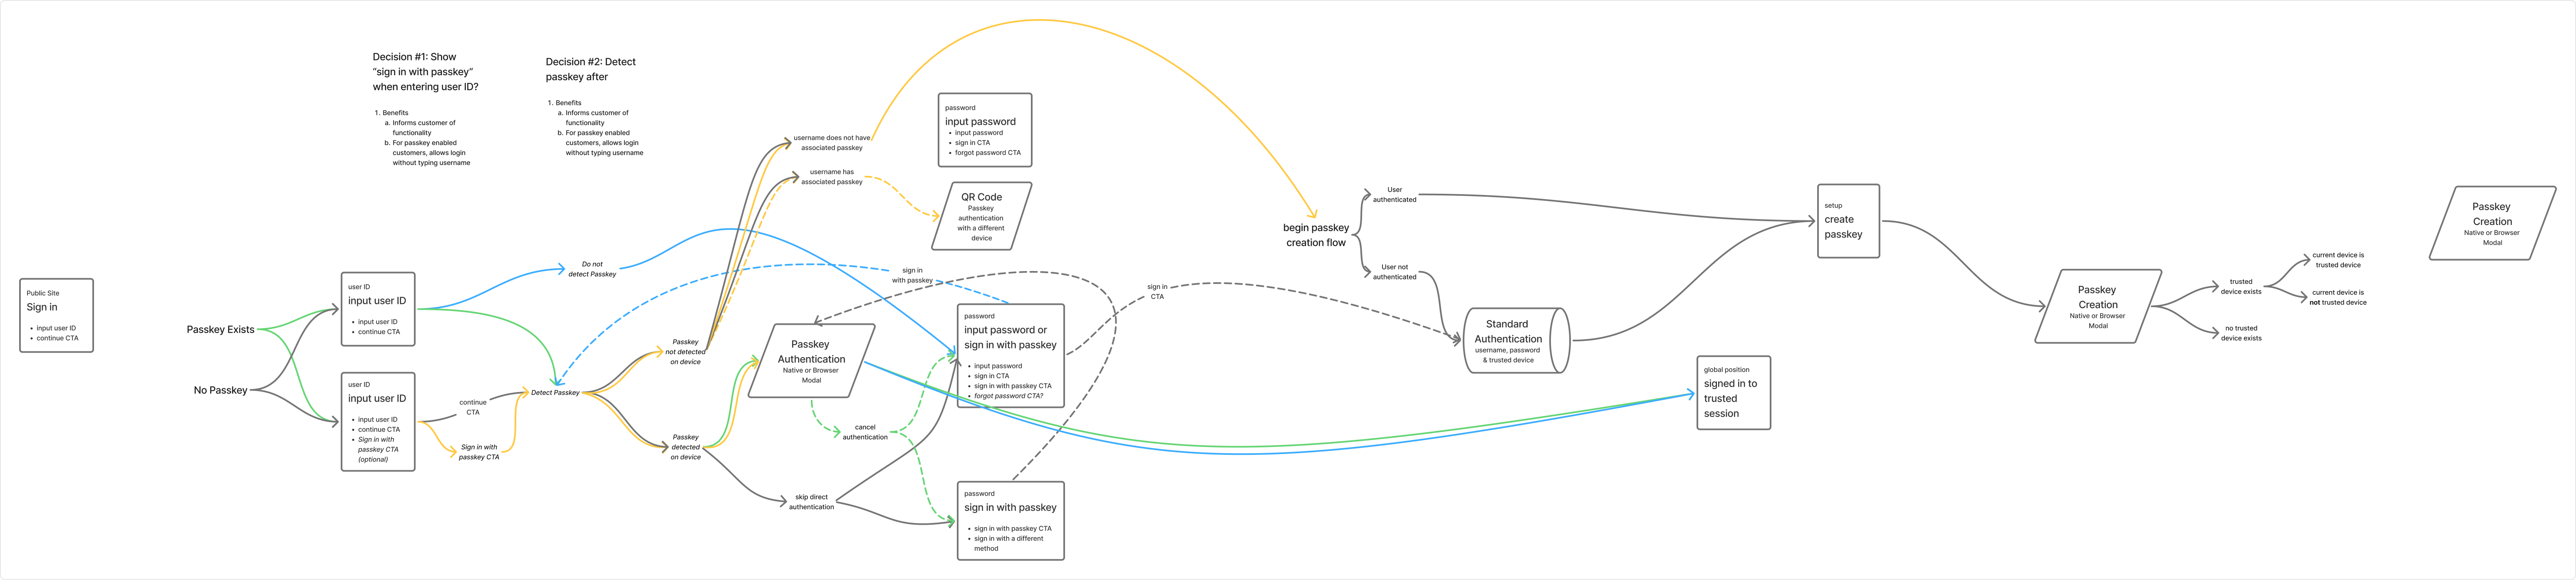 Decision #1: Show
“sign in with passkey”
when entering user ID?
1. Benefits
a. Informs customer of
functionality
b. For passkey enabled
customers, allows login
without typing username
Decision #2: Detect
passkey after
1. Benefits
a. Informs customer of
functionality
b. For passkey enabled
customers, allows login
without typing username
Public Site
Sign in
• input user ID
• continue CTA
Passkey Exists
No Passkey
user ID
input user ID
• input user ID
• continue CTA
user ID
input user ID
• input user ID
• continue CTA
• Sign in with
passkey CTA
(optional)
continue
CTA
Sign in with
passkey CTA
Do not
detect Passkey
Detect Passkey
Passkey
not detected
on device
Passkey
detected
on device
username does not have
associated passkey
username has
associated passkey
password
input password
• input password
• sign in CTA
• forgot password CTA
QR Code
Passkey
authentication
with a different
device
sign in
with passkey
Passkey
Authentication
Native or Browser
Modal
cancel
authentication
skip direct
authentication
password
input password or
sign in with passkey
• input password
• sign in CTA
• sign in with passkey CTA
• forgot password CTA?
password
sign in with passkey
• sign in with passkey CTA
• sign in with a different
method
sign in
CTA
begin passkey
creation flow
User
authenticated
User not
authenticated
Standard
Authentication
username, password
& trusted device
setup
create
passkey
global position
signed in to
trusted
session
Passkey
Creation
Native or Browser
Modal
trusted
device exists
no trusted
device exists
current device is
trusted device
current device is
not trusted device
Passkey
Creation
Native or Browser
Modal